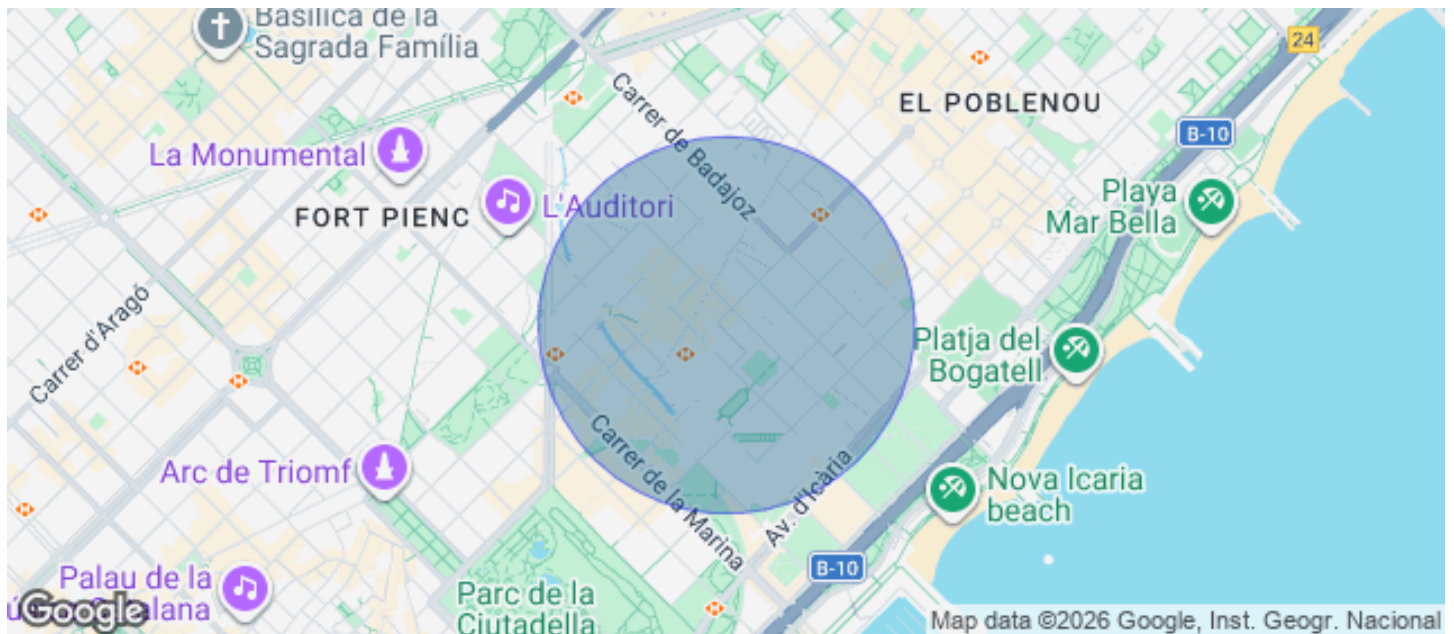 Basílica de la
Sagrada Família
24
Carrer de Badajoz
EL POBLENOU
B-10
La Monumental
L'Auditori
FORT PIENC
Playa
Mar Bella
Carrer d'Aragó
Platja del
Bogatell
Arc de Triomf
Carrer de la Marina
Av. d'Icària
Nova Icaria
beach
B-10
Palau de la
Parc de la
Ciutadella
Google
Map data ©2026 Google, Inst. Geogr. Nacional